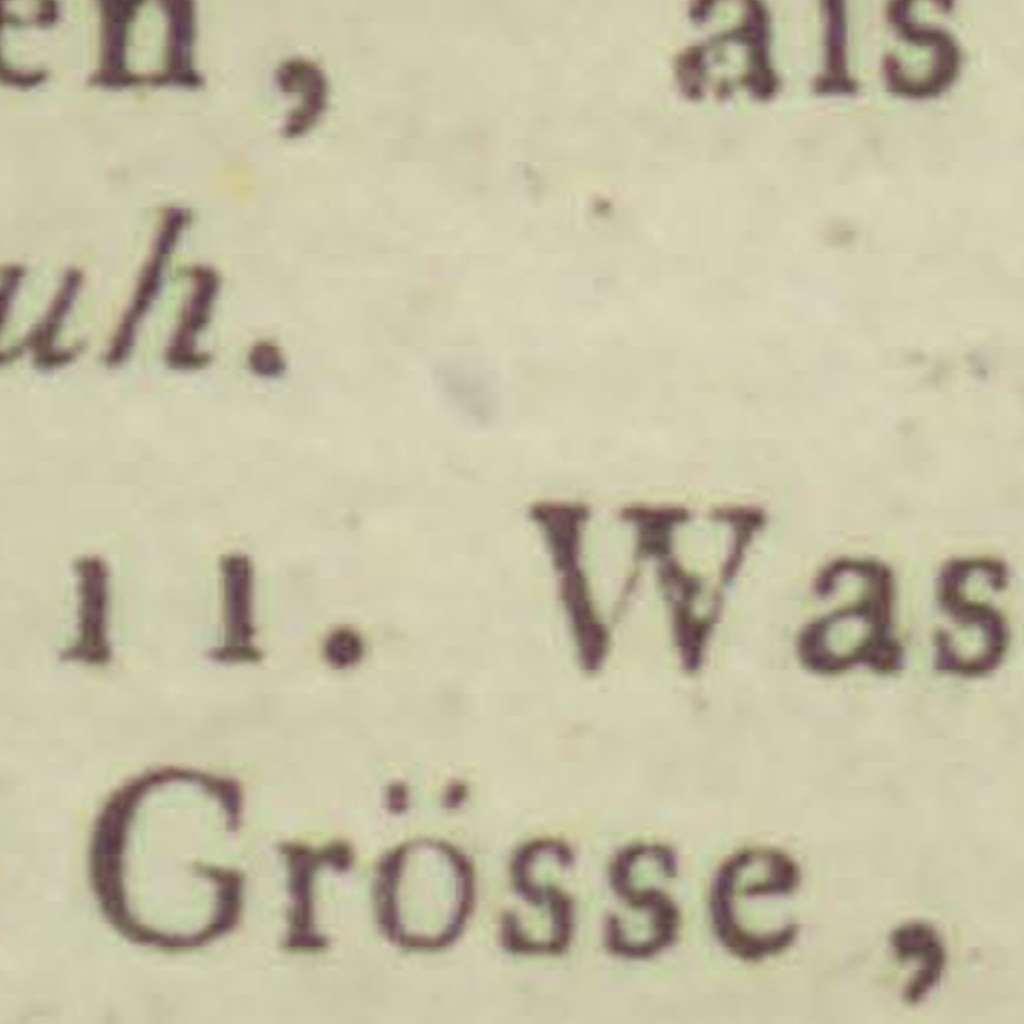 en, als
uh.
11. Was
Grösse,